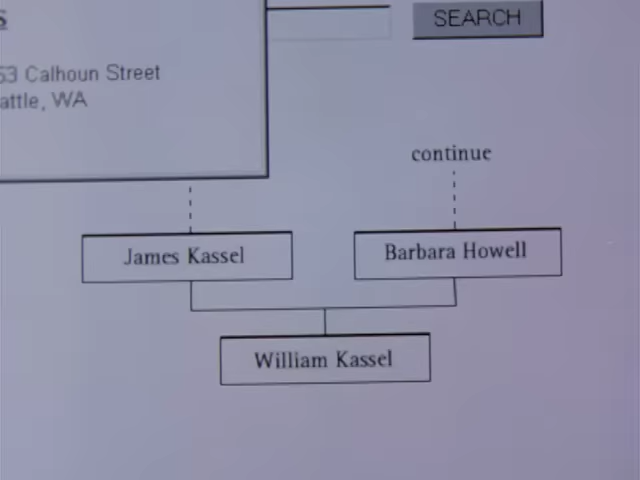 SEARCH
53 Calhoun Street
attle, WA
continue
James Kassel
Barbara Howell
William Kassel